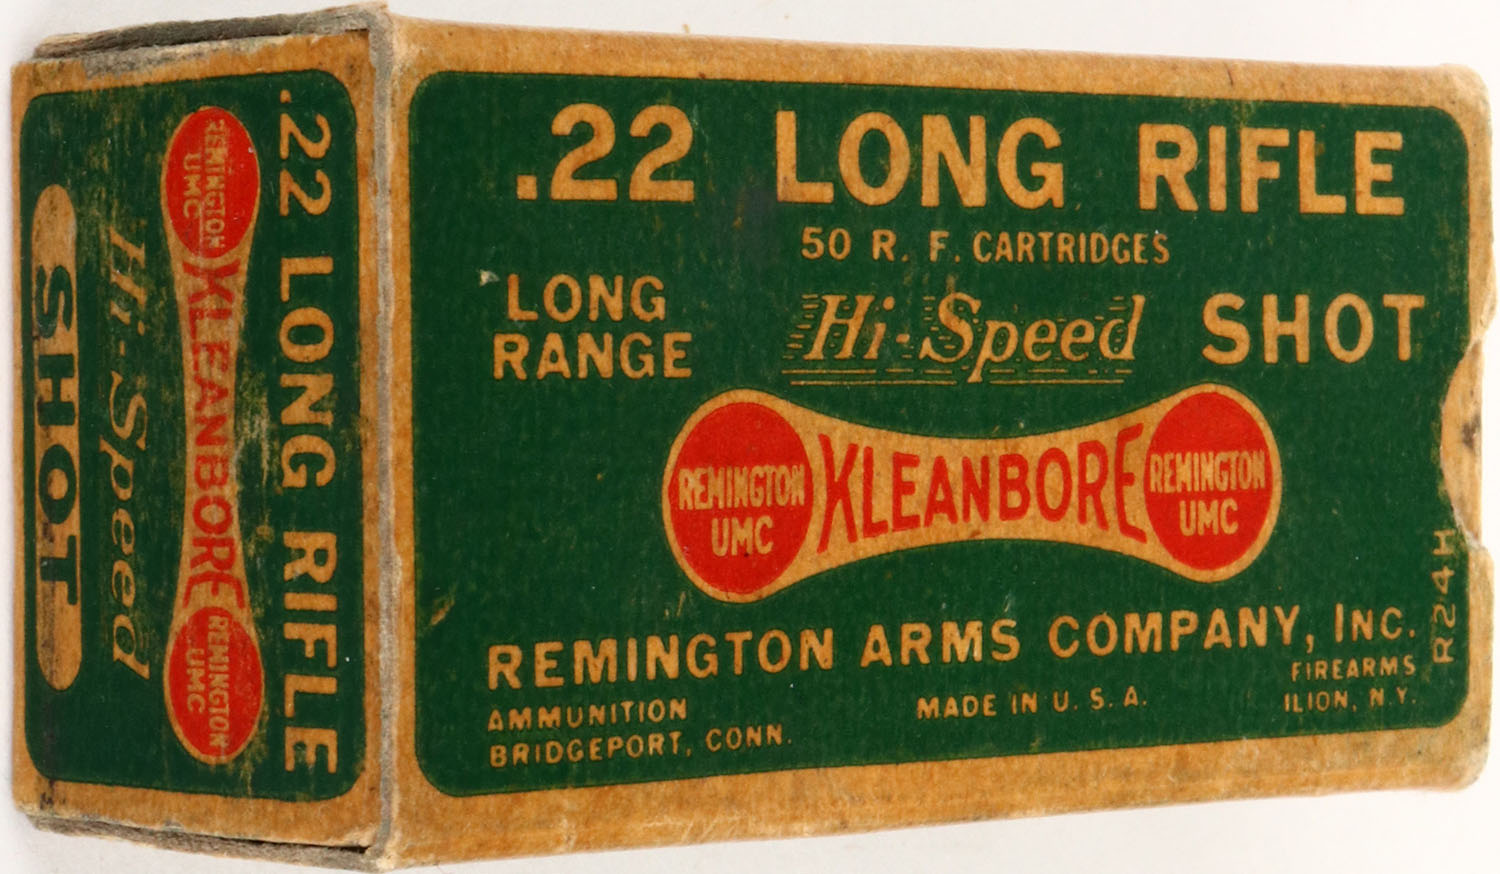 .22 LONG RIFLE
50 R. F. CARTRIDGES
LONG RANGE
Hi-Speed
SHOT
REMINGTON UMC
KLEANBORE
REMINGTON UMC
REMINGTON ARMS COMPANY, INC.
AMMUNITION
BRIDGEPORT, CONN.
MADE IN U. S. A.
FIREARMS
ILION, N.Y.
R24H
.22 LONG RIFLE
REMINGTON UMC
KLEANBORE
REMINGTON UMC
Hi-Speed
SHOT